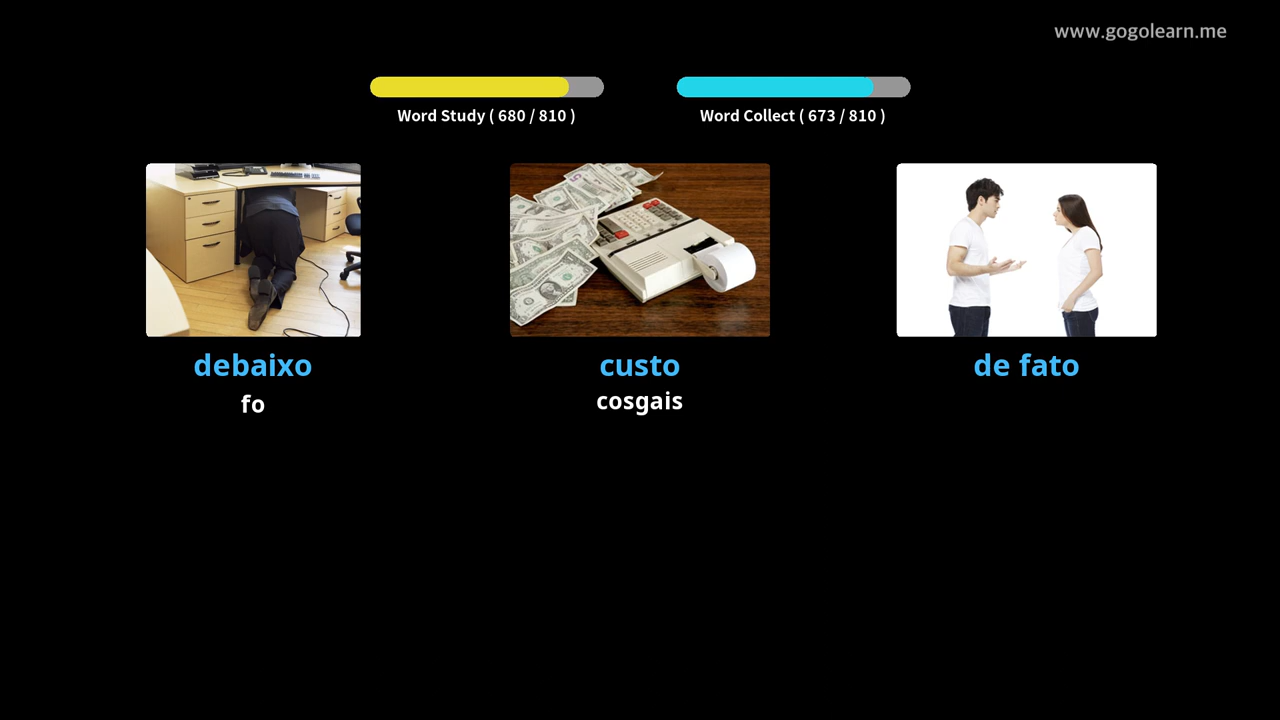 www.gogolearn.me
Word Study ( 680 / 810 )
Word Collect ( 673 / 810 )
debaixo
fo
custo
cosgais
de fato